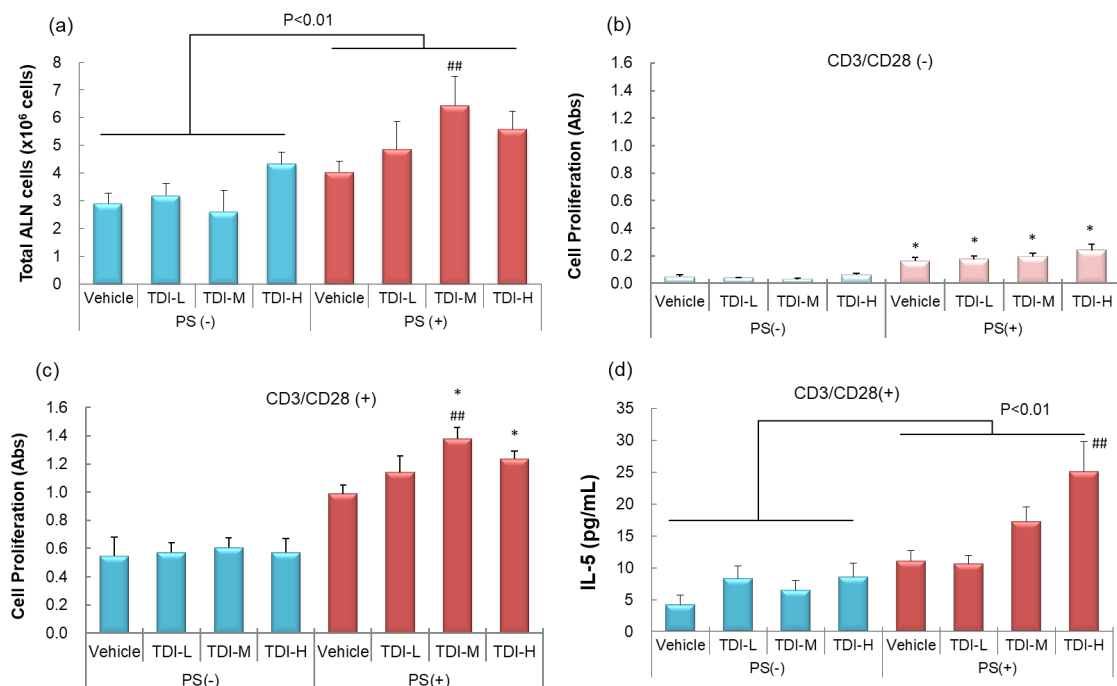 (a)
P<0.01
##
Total ALN cells (x10⁶ cells)
8
7
6
5
4
3
2
1
0
Vehicle TDI-L TDI-M TDI-H Vehicle TDI-L TDI-M TDI-H
PS (-) PS (+)
(b)
CD3/CD28 (-)
Cell Proliferation (Abs)
1.6
1.4
1.2
1.0
0.8
0.6
0.4
0.2
0.0
* * * *
Vehicle TDI-L TDI-M TDI-H Vehicle TDI-L TDI-M TDI-H
PS(-) PS(+)
(c)
CD3/CD28 (+)
*
##
*
Cell Proliferation (Abs)
1.6
1.4
1.2
1.0
0.8
0.6
0.4
0.2
0.0
Vehicle TDI-L TDI-M TDI-H Vehicle TDI-L TDI-M TDI-H
PS(-) PS(+)
(d)
CD3/CD28(+)
P<0.01
##
IL-5 (pg/mL)
35
30
25
20
15
10
5
0
Vehicle TDI-L TDI-M TDI-H Vehicle TDI-L TDI-M TDI-H
PS(-) PS(+)